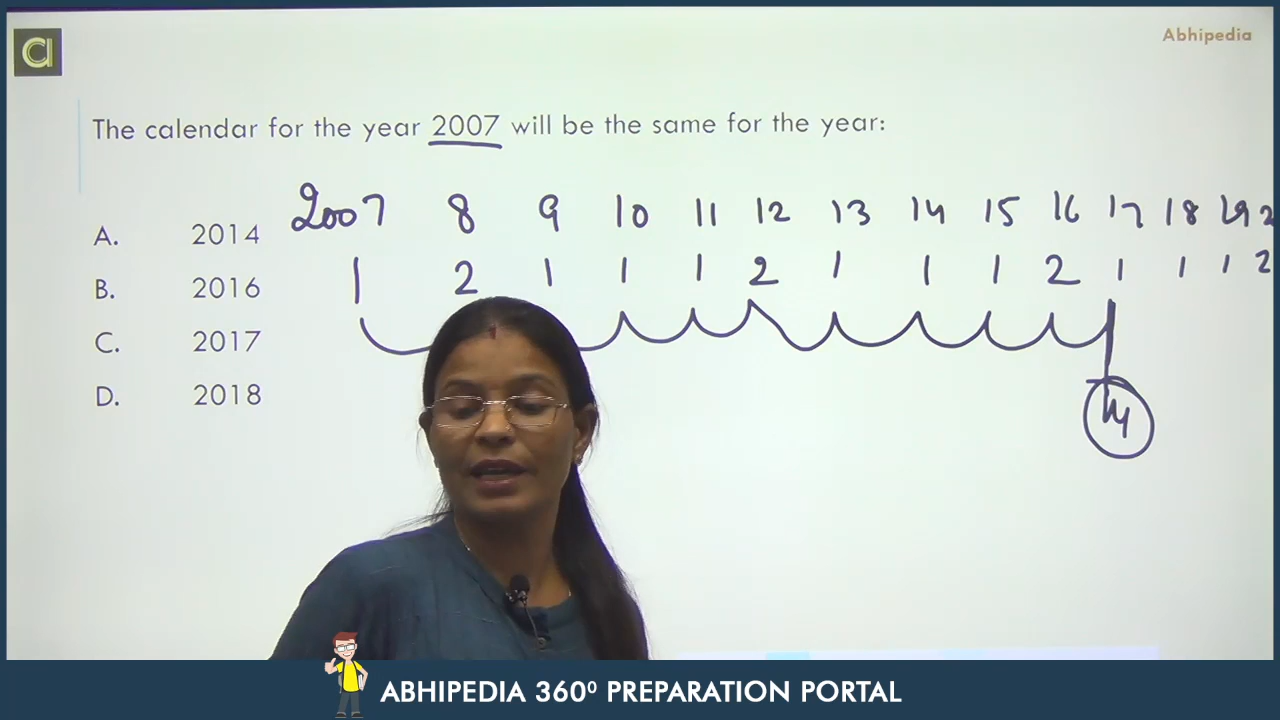 Abhipedia
The calendar for the year 2007 will be the same for the year:
2007 8 9 10 11 12 13 14 15 16 17 18 19
A. 2014
1 2 1 1 1 2 1 1 1 2 1 1 1 2
B. 2016
C. 2017
D. 2018
14
ABHIPEDIA 360⁰ PREPARATION PORTAL